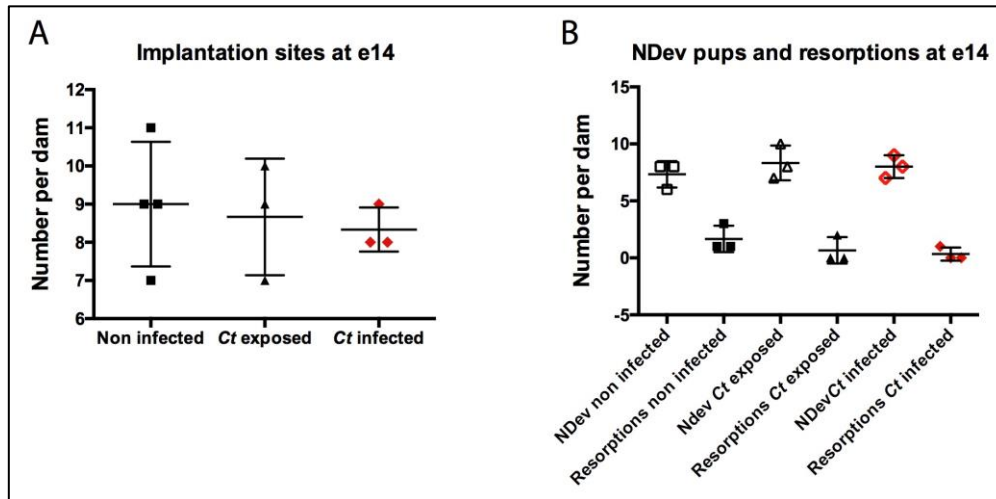 A
Implantation sites at e14
Number per dam
12
11
10
9
8
7
6
Non infected
Ct exposed
Ct infected
B
NDev pups and resorptions at e14
Number per dam
15
10
5
0
-5
NDev non infected
Resorptions non infected
Ndev Ct exposed
Resorptions Ct exposed
NDevCt infected
Resorptions Ct infected